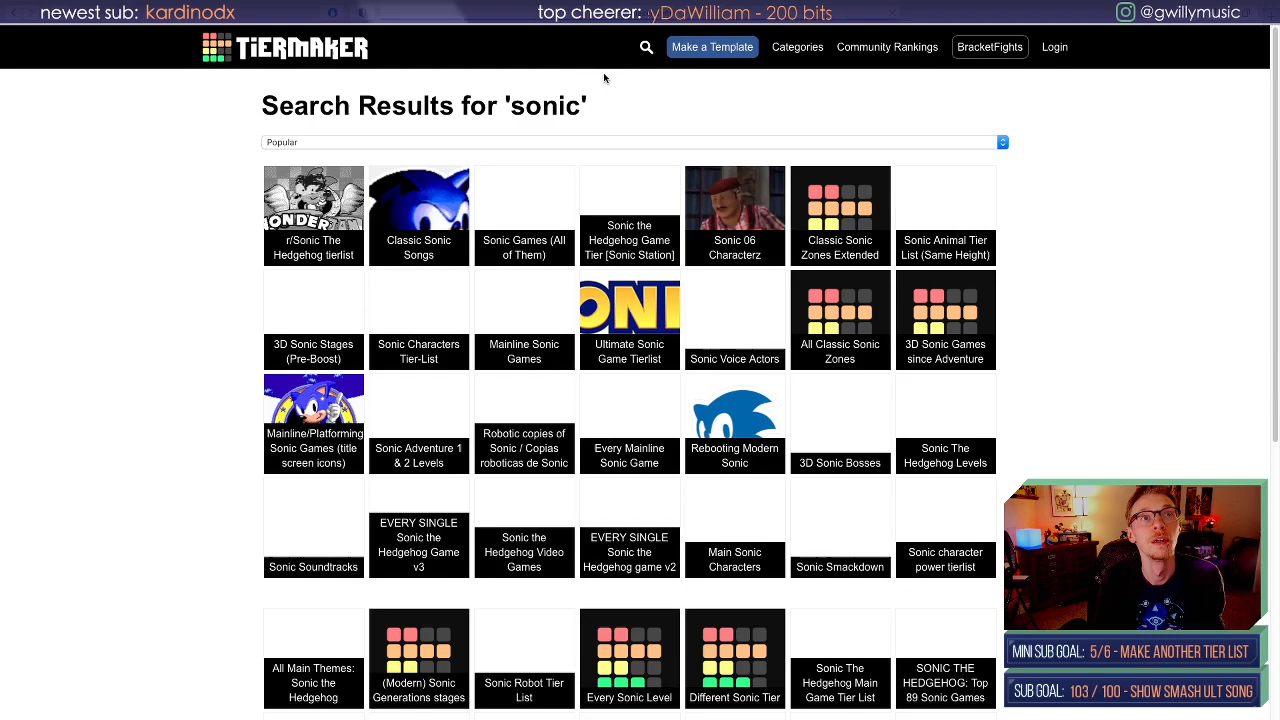 newest sub: kardinodx
top cheerer: yDaWilliam - 200 bits
@gwillymusic
TiERMAKER
Make a Template
Categories
Community Rankings
BracketFights
Login
Search Results for 'sonic'
Popular
r/Sonic The
Hedgehog tierlist
Classic Sonic
Songs
Sonic Games (All
of Them)
Sonic the
Hedgehog Game
Tier [Sonic Station]
Sonic 06
Characterz
Classic Sonic
Zones Extended
Sonic Animal Tier
List (Same Height)
3D Sonic Stages
(Pre-Boost)
Sonic Characters
Tier-List
Mainline Sonic
Games
Ultimate Sonic
Game Tierlist
Sonic Voice Actors
All Classic Sonic
Zones
3D Sonic Games
since Adventure
Mainline/Platforming
Sonic Games (title
screen icons)
Sonic Adventure 1
& 2 Levels
Robotic copies of
Sonic / Copias
roboticas de Sonic
Every Mainline
Sonic Game
Rebooting Modern
Sonic
3D Sonic Bosses
Sonic The
Hedgehog Levels
Sonic Soundtracks
EVERY SINGLE
Sonic the
Hedgehog Game
v3
Sonic the
Hedgehog Video
Games
EVERY SINGLE
Sonic the
Hedgehog game v2
Main Sonic
Characters
Sonic Smackdown
Sonic character
power tierlist
All Main Themes:
Sonic the
Hedgehog
(Modern) Sonic
Generations stages
Sonic Robot Tier
List
Every Sonic Level
Different Sonic Tier
Sonic The
Hedgehog Main
Game Tier List
SONIC THE
HEDGEHOG: Top
89 Sonic Games
MINI SUB GOAL: 5/6 - MAKE ANOTHER TIER LIST
SUB GOAL: 103 / 100 - SHOW SMASH ULT SONG